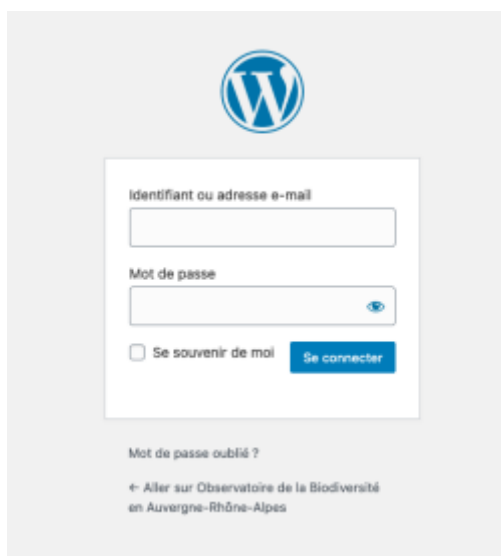 Identifiant ou adresse e-mail
Mot de passe
Se souvenir de moi
Se connecter
Mot de passe oublié ?
← Aller sur Observatoire de la Biodiversité
en Auvergne-Rhône-Alpes